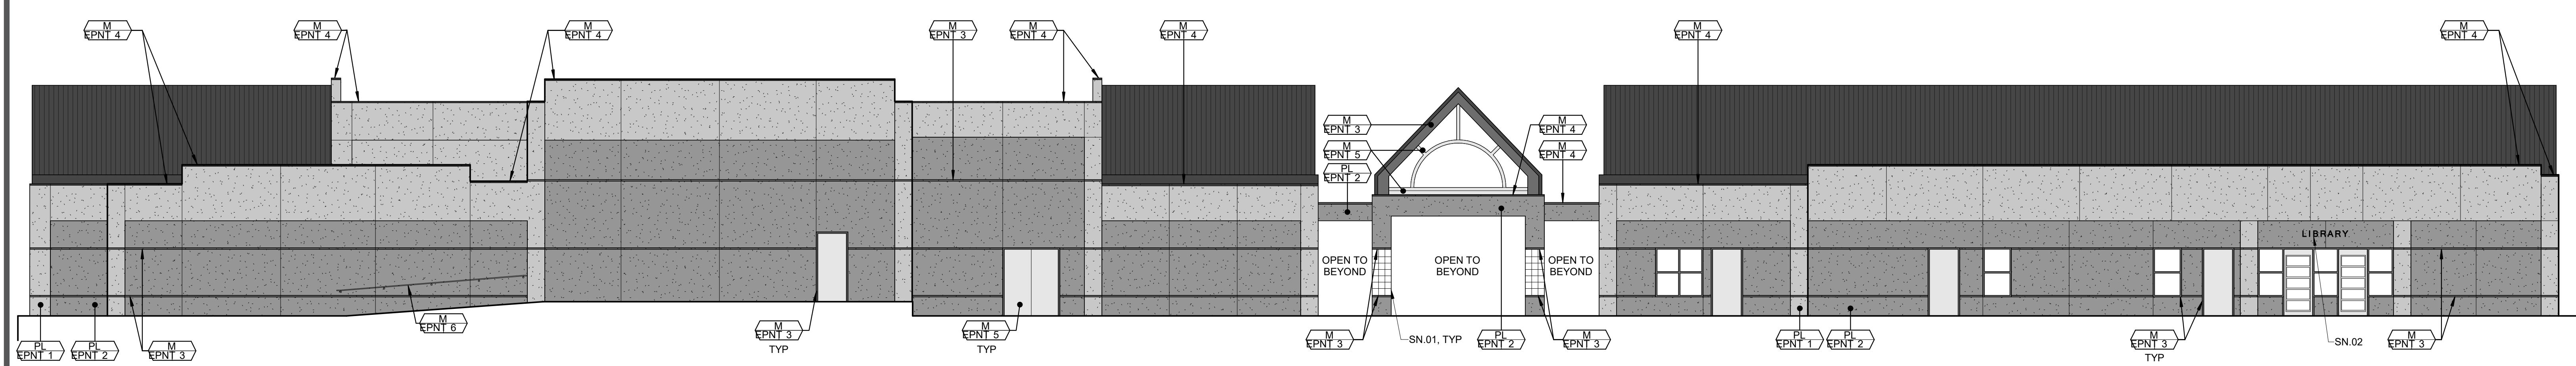 M
EPNT 4
M
EPNT 4
M
EPNT 4
M
EPNT 3
M
EPNT 4
M
EPNT 4
M
EPNT 4
M
EPNT 4
M
EPNT 3
M
EPNT 4
M
EPNT 5
M
EPNT 4
PL
EPNT 2
LIBRARY
OPEN TO
BEYOND
OPEN TO
BEYOND
OPEN TO
BEYOND
M
EPNT 6
M
EPNT 3
TYP
M
EPNT 5
TYP
PL
EPNT 1
PL
EPNT 2
M
EPNT 3
M
EPNT 3
SN.01, TYP
PL
EPNT 2
M
EPNT 3
PL
EPNT 1
PL
EPNT 2
M
EPNT 3
TYP
SN.02
M
EPNT 3